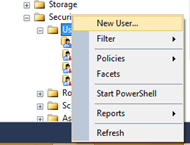 Storage
Securi
Us
New User...
Filter
Policies
Facets
Start PowerShell
Reports
Refresh
Ro
Sc
As